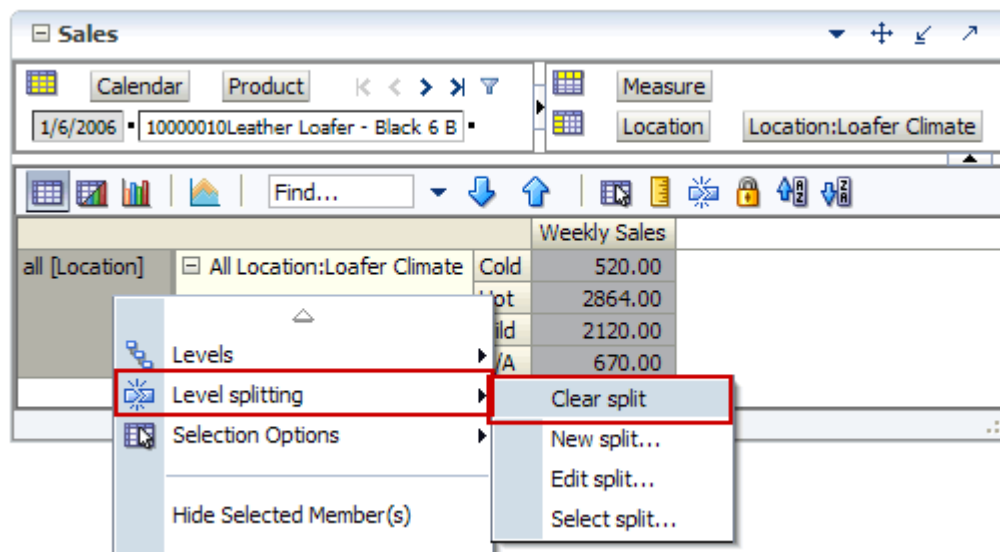 Sales
Calendar Product Measure
1/6/2006 10000010Leather Loafer - Black 6 B Location Location:Loafer Climate
Find...
Weekly Sales
all [Location] All Location:Loafer Climate Cold 520.00
2864.00
2120.00
670.00
Levels
Level splitting
Selection Options
Hide Selected Member(s)
Clear split
New split...
Edit split...
Select split...